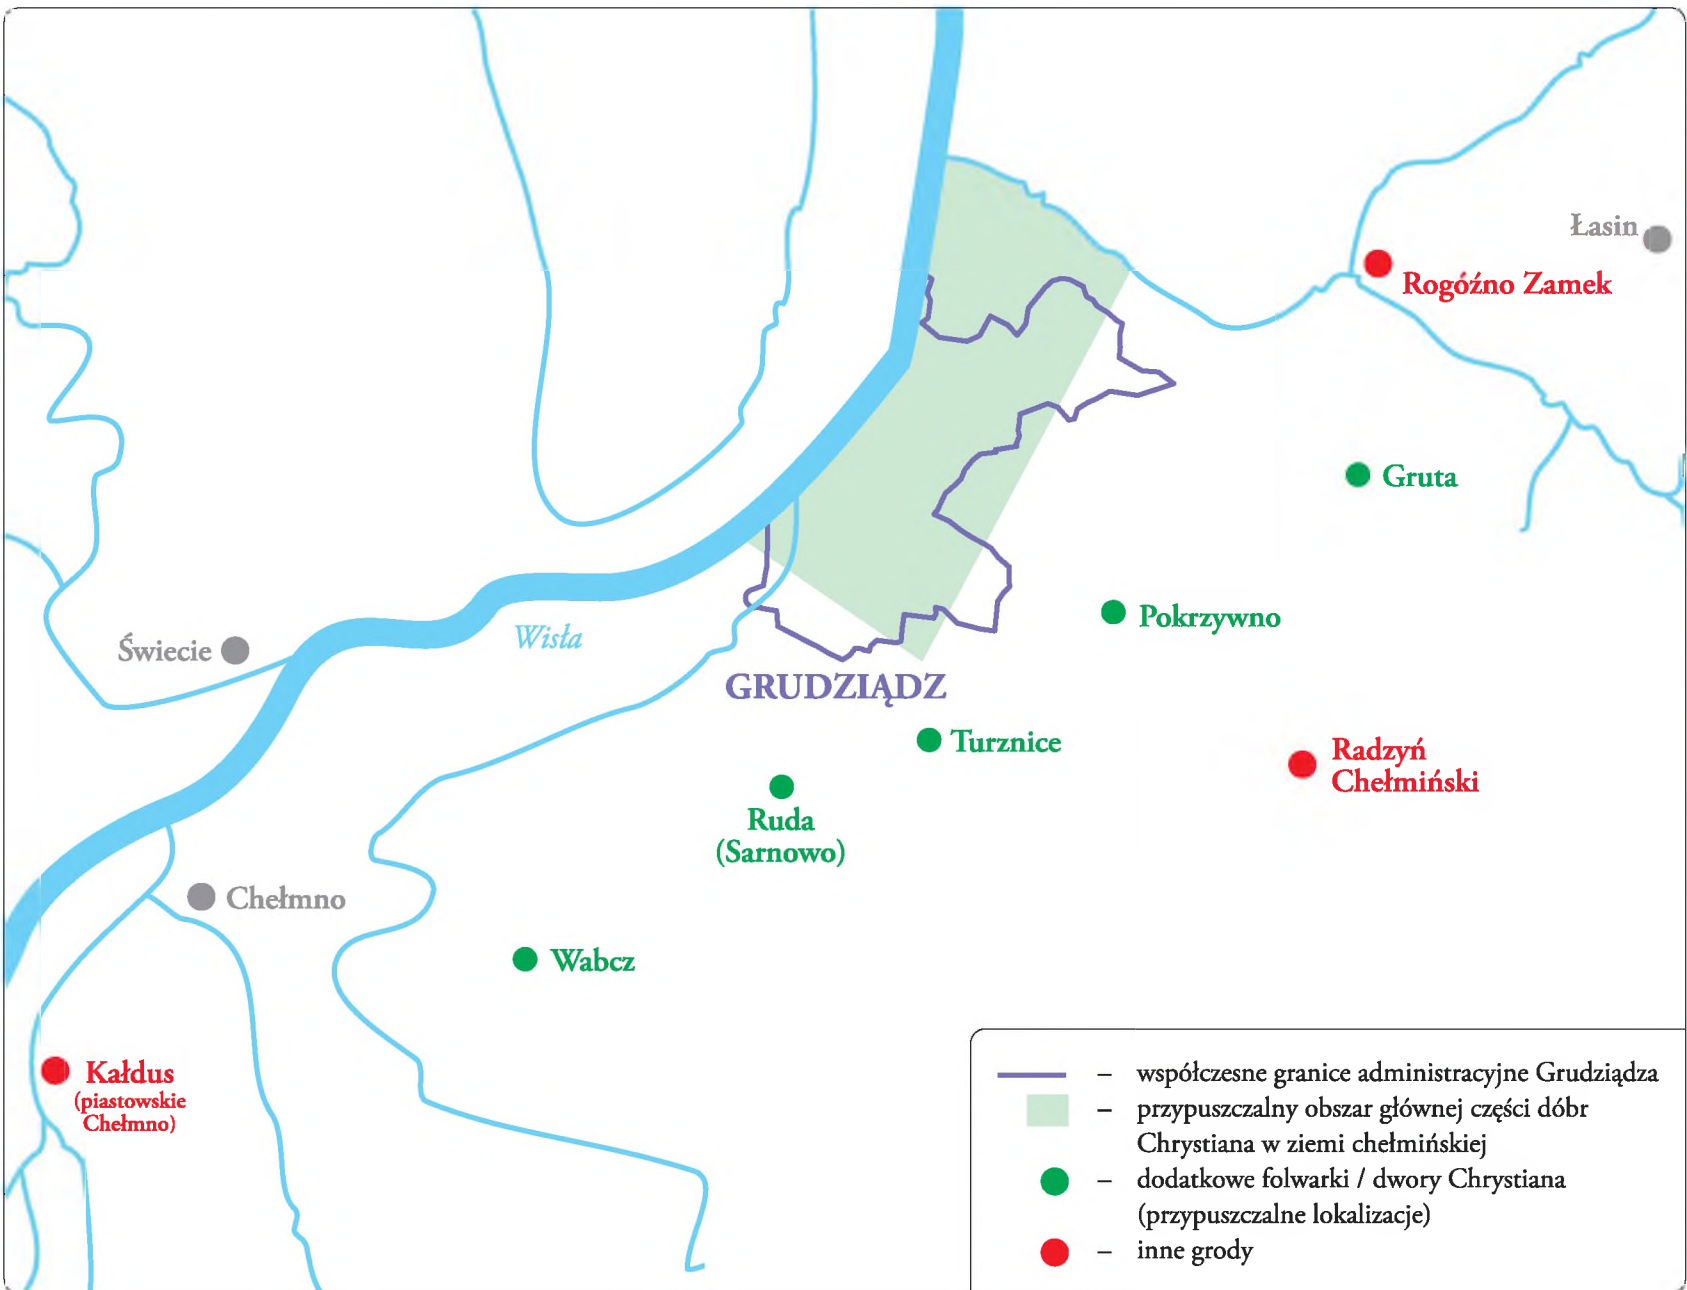 Łasin
Rogóźno Zamek
Gruta
Pokrzywno
Wisła
Świecie
GRUDZIĄDZ
Turznice
Radzyń
Chełmiński
Ruda
(Sarnowo)
Chełmno
Wabcz
Kałdus
(piastowskie
Chełmno)
– współczesne granice administracyjne Grudziądza
– przypuszczalny obszar głównej części dóbr
Chrystiana w ziemi chełmińskiej
– dodatkowe folwarki / dwory Chrystiana
(przypuszczalne lokalizacje)
– inne grody